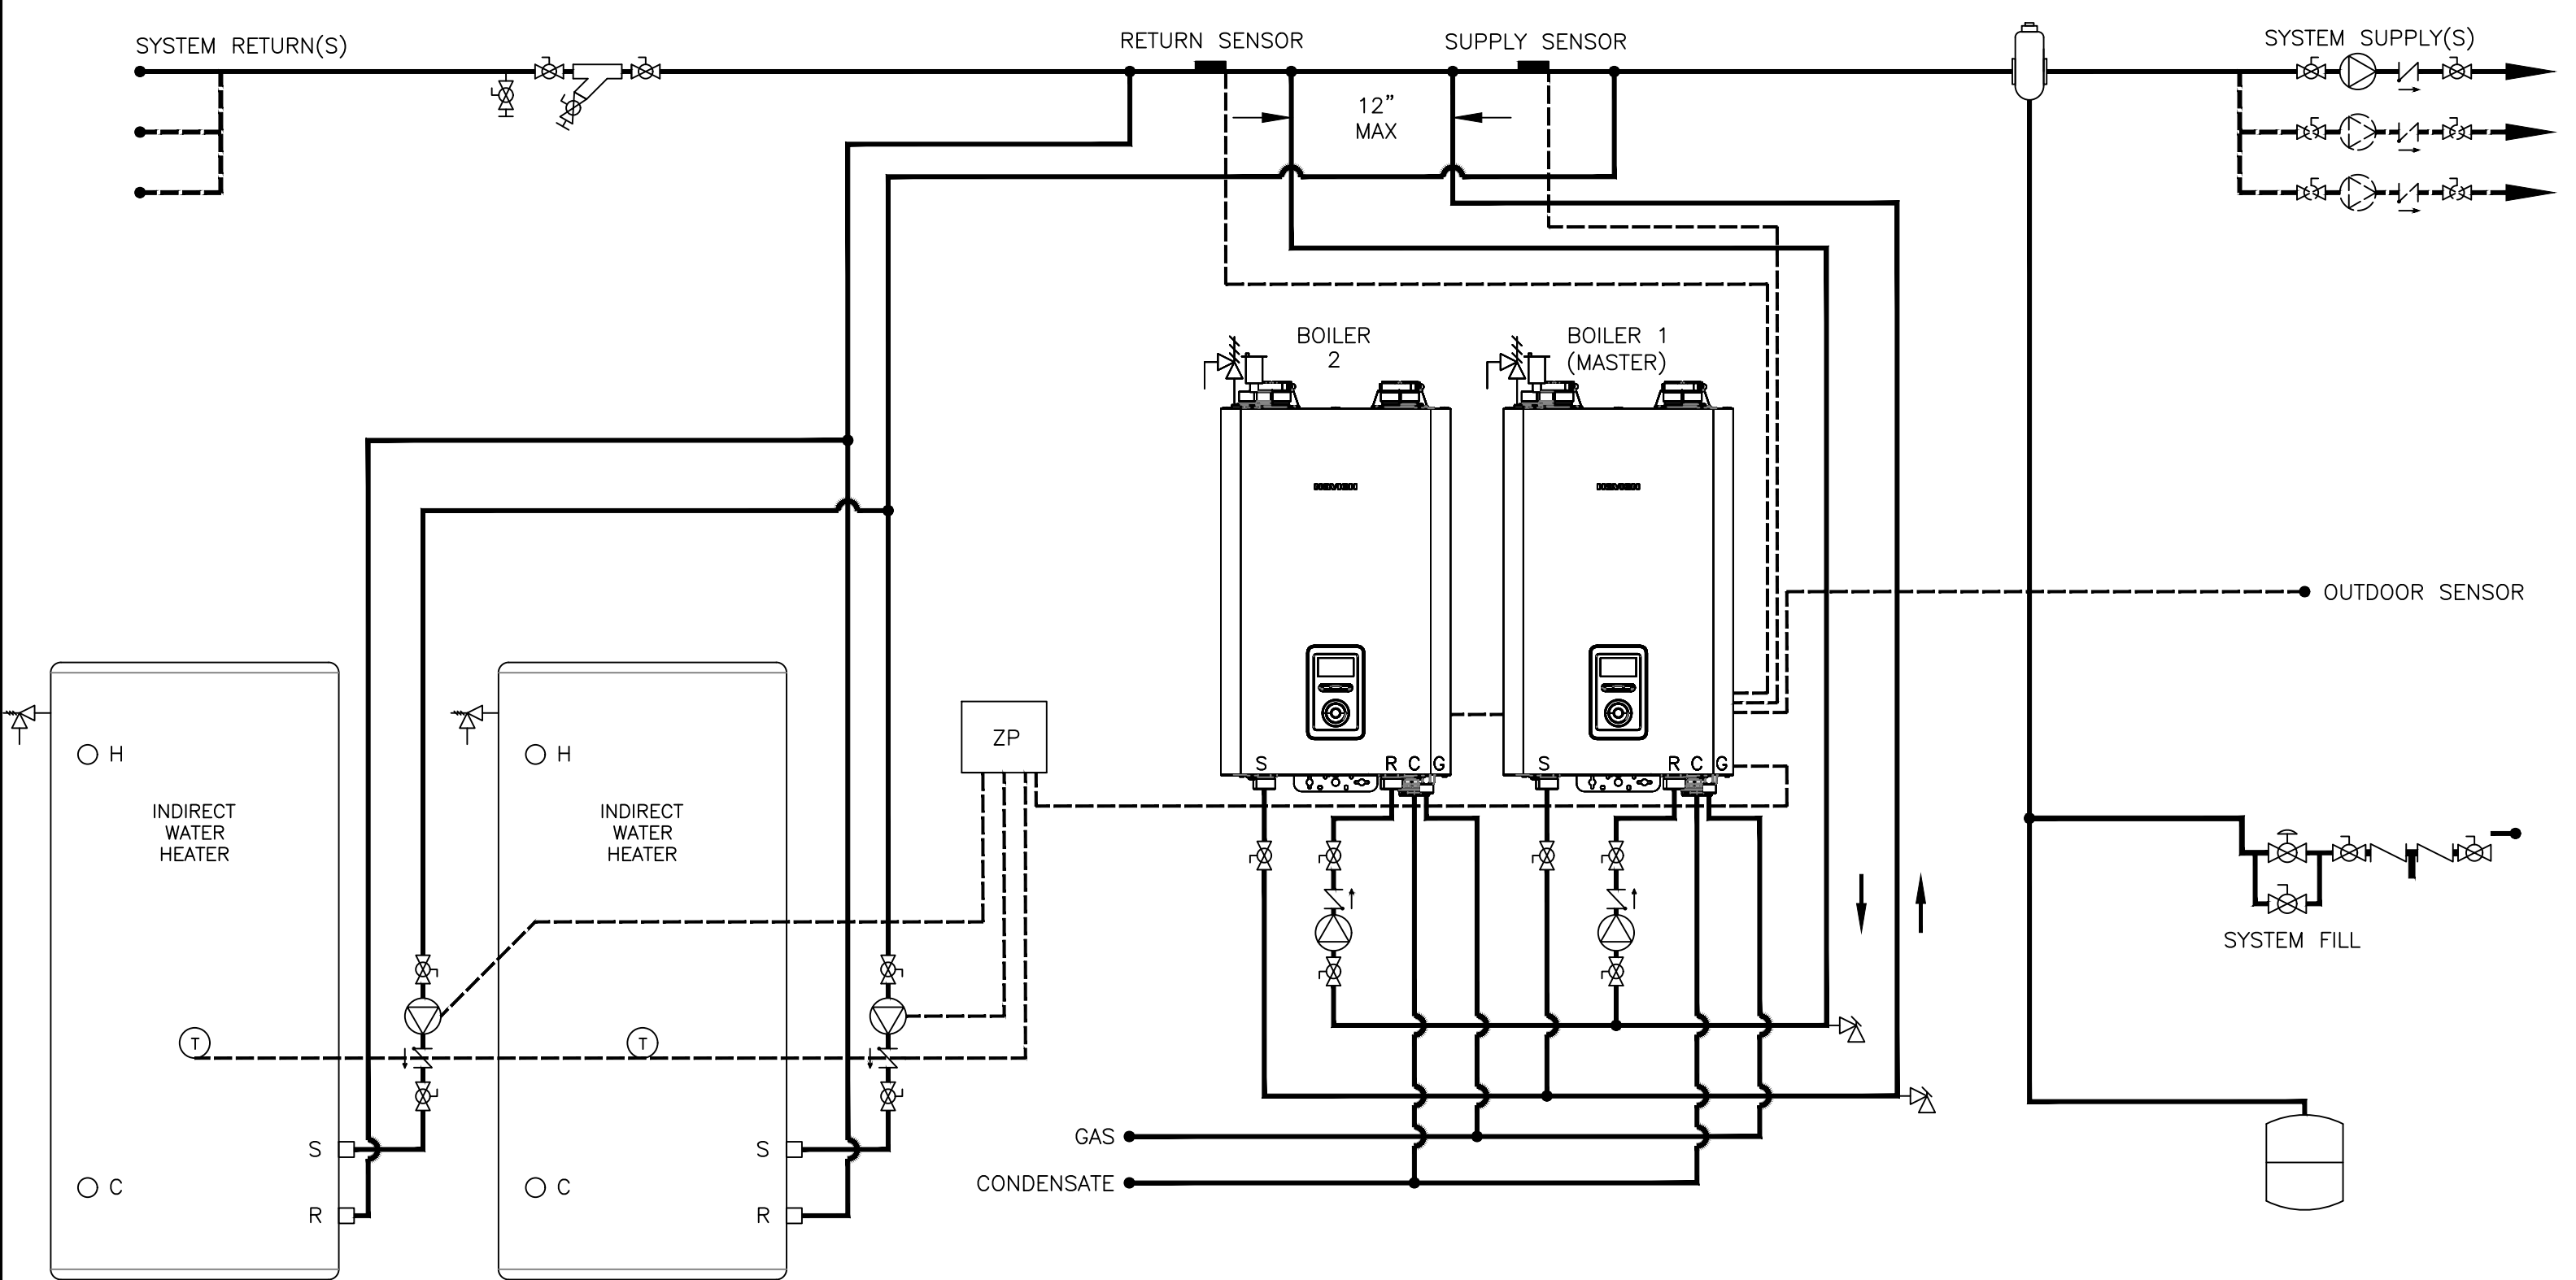 SYSTEM RETURN(S)
RETURN SENSOR
SUPPLY SENSOR
SYSTEM SUPPLY(S)
12”
MAX
BOILER
2
BOILER 1
(MASTER)
OUTDOOR SENSOR
H
INDIRECT
WATER
HEATER
T
S
C
R
H
INDIRECT
WATER
HEATER
T
S
C
R
ZP
S
R C G
S
R C G
SYSTEM FILL
GAS
CONDENSATE